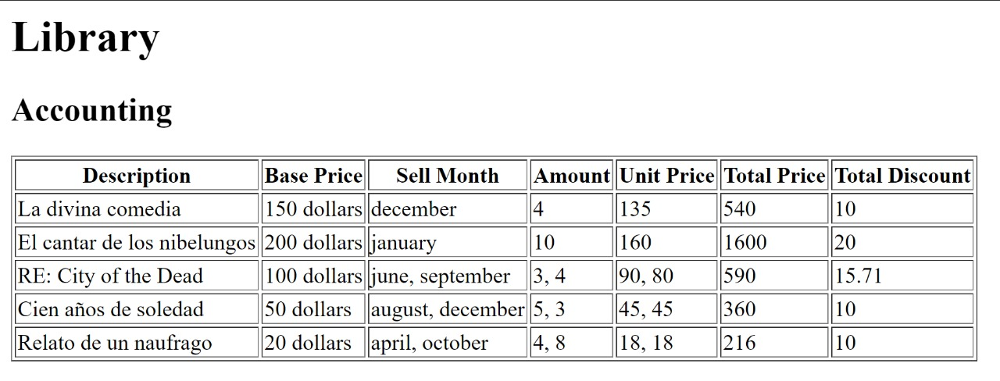 Library
Accounting
Description Base Price Sell Month Amount Unit Price Total Price Total Discount
La divina comedia 150 dollars december 4 135 540 10
El cantar de los nibelungos 200 dollars january 10 160 1600 20
RE: City of the Dead 100 dollars june, september 3, 4 90, 80 590 15.71
Cien años de soledad 50 dollars august, december 5, 3 45, 45 360 10
Relato de un naufrago 20 dollars april, october 4, 8 18, 18 216 10